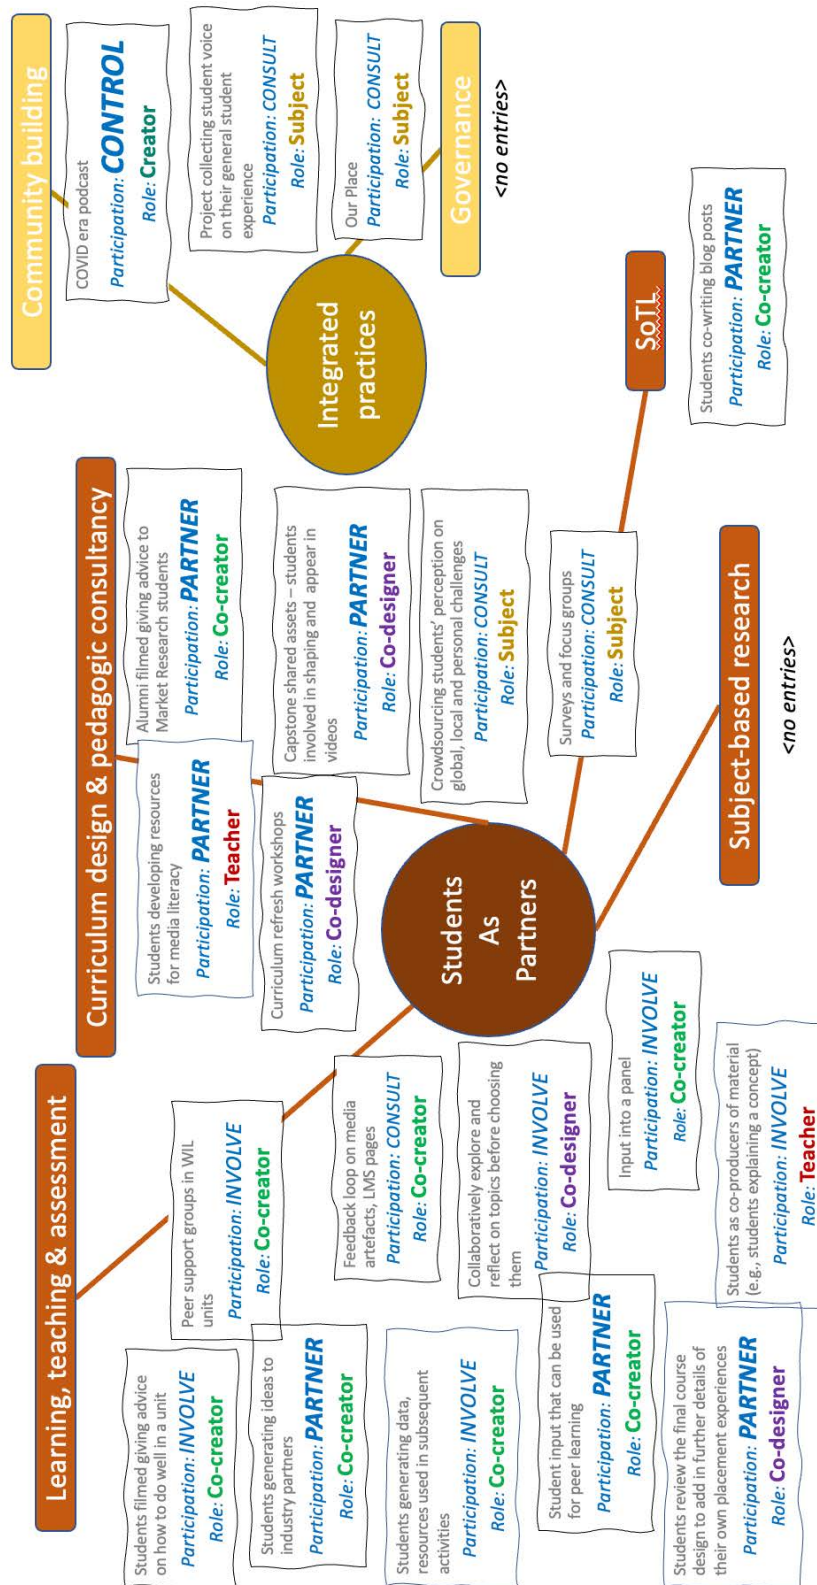 Learning, teaching & assessment
Students filmed giving advice
on how to do well in a unit
Participation: INVOLVE
Role: Co-creator
Peer support groups in WIL
units
Participation: INVOLVE
Role: Co-creator
Students generating ideas to
industry partners
Participation: PARTNER
Role: Co-creator
Feedback loop on media
artefacts, LMS pages
Participation: CONSULT
Role: Co-creator
Students generating data,
resources used in subsequent
activities
Participation: INVOLVE
Role: Co-creator
Collaboratively explore and
reflect on topics before choosing
them
Participation: INVOLVE
Role: Co-designer
Student input that can be used
for peer learning
Participation: PARTNER
Role: Co-creator
Input into a panel
Participation: INVOLVE
Role: Co-creator
Students review the final course
design to add in further details of
their own placement experiences
Participation: PARTNER
Role: Co-designer
Students as co-producers of material
(e.g., students explaining a concept)
Participation: INVOLVE
Role: Teacher
Students
As
Partners
Curriculum design & pedagogic consultancy
Students developing resources
for media literacy
Participation: PARTNER
Role: Teacher
Alumni filmed giving advice to
Market Research students
Participation: PARTNER
Role: Co-creator
Curriculum refresh workshops
Participation: PARTNER
Role: Co-designer
Capstone shared assets – students
involved in shaping and appear in
videos
Participation: PARTNER
Role: Co-designer
Crowdsourcing students' perception on
global, local and personal challenges
Participation: CONSULT
Role: Subject
Surveys and focus groups
Participation: CONSULT
Role: Subject
Subject-based research
<no entries>
SoTL
Students co-writing blog posts
Participation: PARTNER
Role: Co-creator
Integrated
practices
Community building
COVID era podcast
Participation: CONTROL
Role: Creator
Project collecting student voice
on their general student
experience
Participation: CONSULT
Role: Subject
Our Place
Participation: CONSULT
Role: Subject
Governance
<no entries>